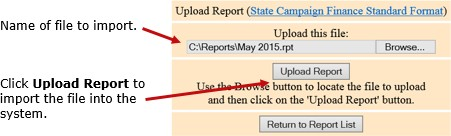 Name of file to import.
Click Upload Report to
import the file into the
system.
Upload Report (State Campaign Finance Standard Format)
Upload this file:
C:\Reports\May 2015.rpt Browse...
Upload Report
Use the Browse button to locate the file to upload
and then click on the 'Upload Report' button.
Return to Report List